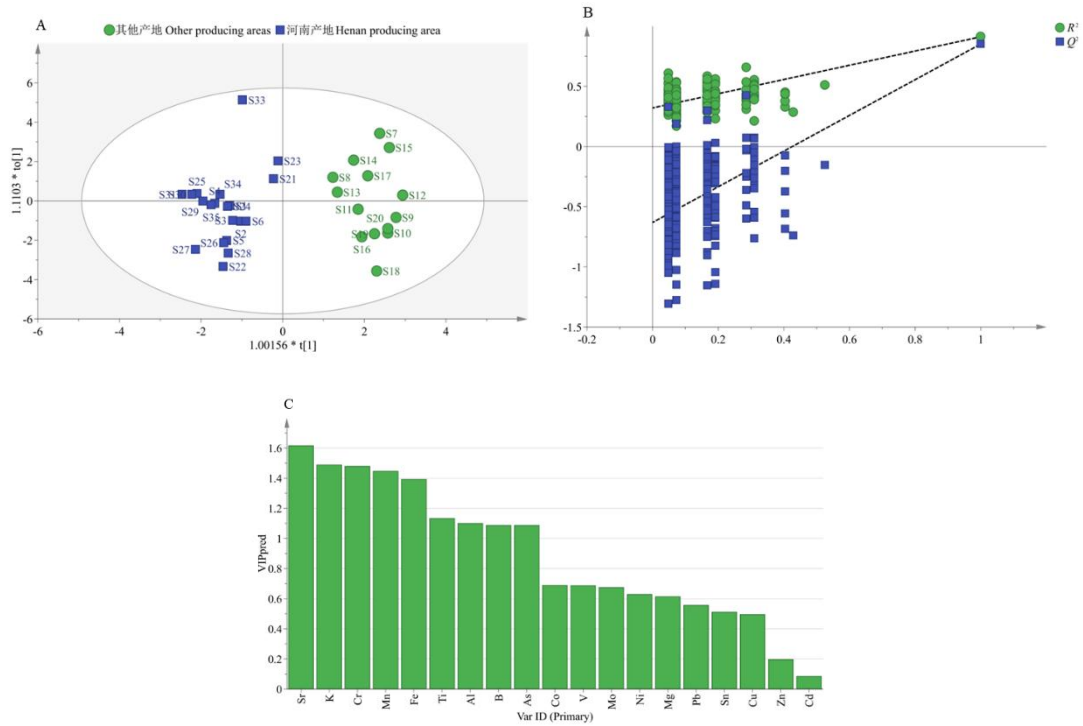 A
其他产地 Other producing areas 河南产地 Henan producing area
1.1103 * to[1]
8
6
4
2
0
-2
-4
-6
-6 -4 -2 0 2 4
1.00156 * t[1]
S33
S7
S15
S23
S14
S17
S21
S8
S25
S34
S13
S12
S29
S11
S20
S9
S6
S2
S10
S26
S5
S16
S27
S28
S22
S18
B
R²
Q²
0.5
0
-0.5
-1
-1.5
-0.2 0 0.2 0.4 0.6 0.8 1 1.2
C
VIPpred
1.6
1.4
1.2
1
0.8
0.6
0.4
0.2
0
Sr K Cr Mn Fe Ti Al B As Co V Mo Ni Mg Pb Sn Cu Zn Cd
Var ID (Primary)